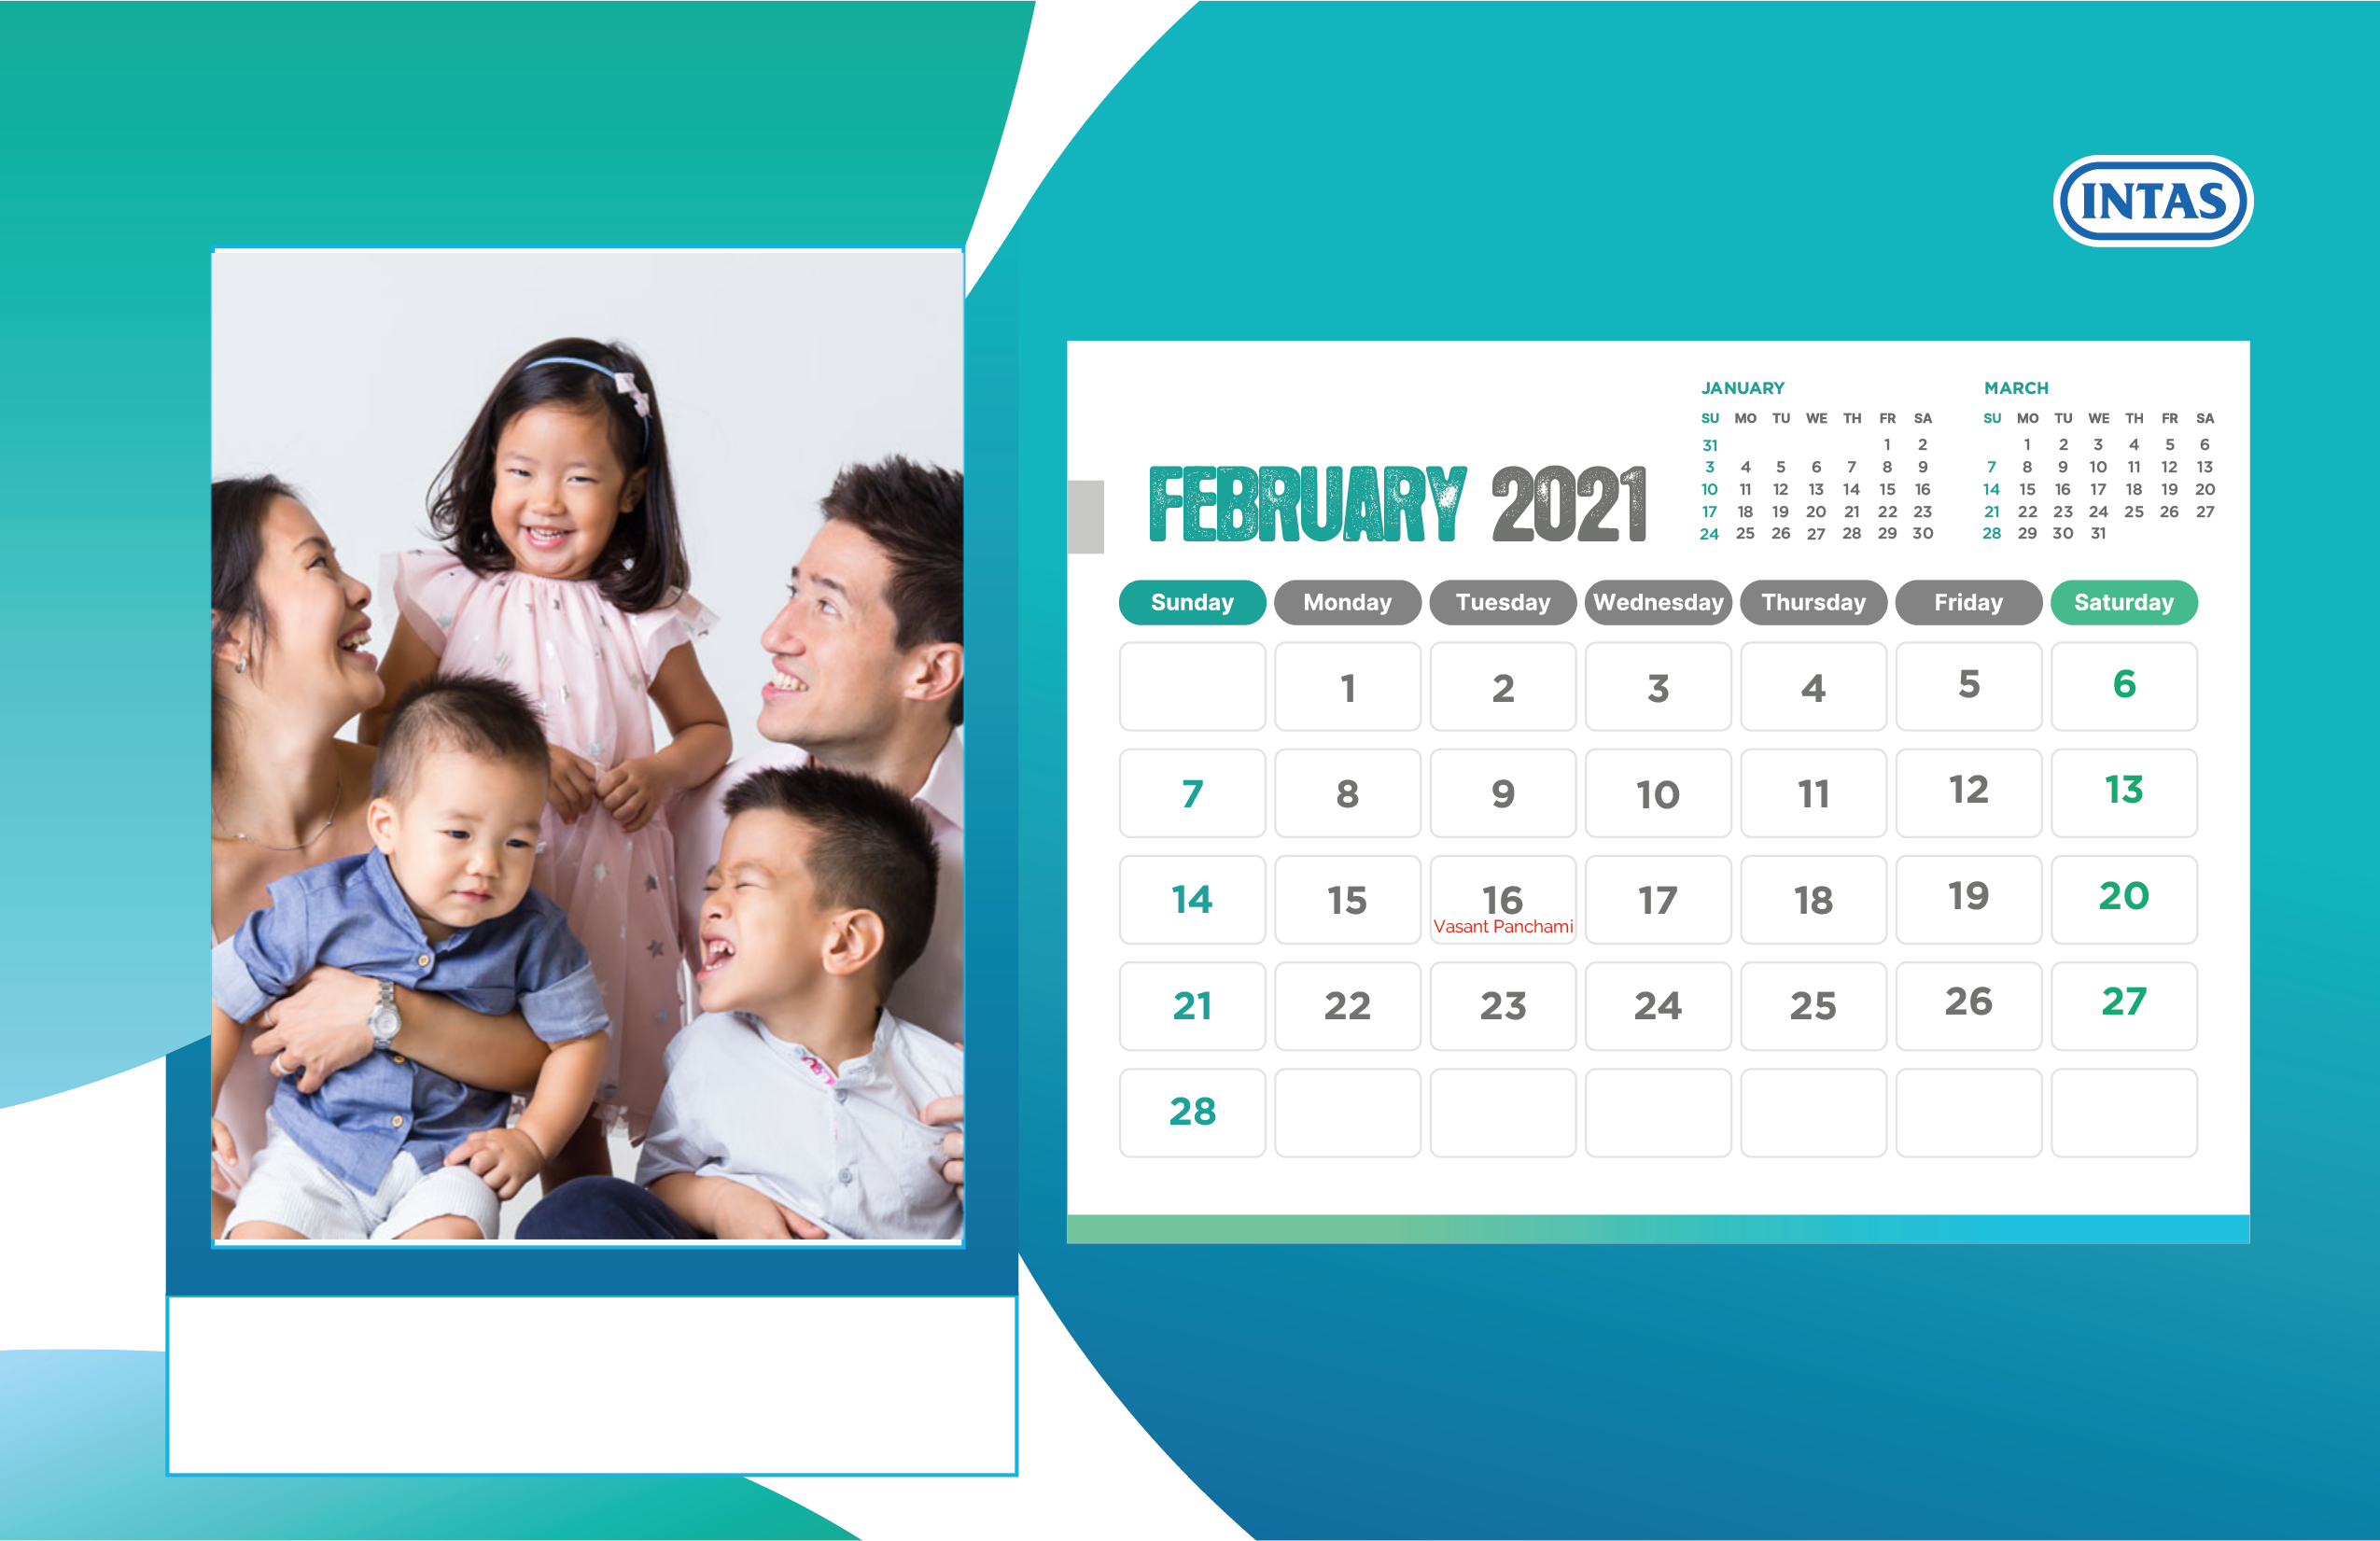 INTAS
JANUARY
SU MO TU WE TH FR SA
31 1 2
3 4 5 6 7 8 9
10 11 12 13 14 15 16
17 18 19 20 21 22 23
24 25 26 27 28 29 30
MARCH
SU MO TU WE TH FR SA
1 2 3 4 5 6
7 8 9 10 11 12 13
14 15 16 17 18 19 20
21 22 23 24 25 26 27
28 29 30 31
FEBRUARY 2021
Sunday Monday Tuesday Wednesday Thursday Friday Saturday
1 2 3 4 5 6
7 8 9 10 11 12 13
14 15 16 17 18 19 20
Vasant Panchami
21 22 23 24 25 26 27
28